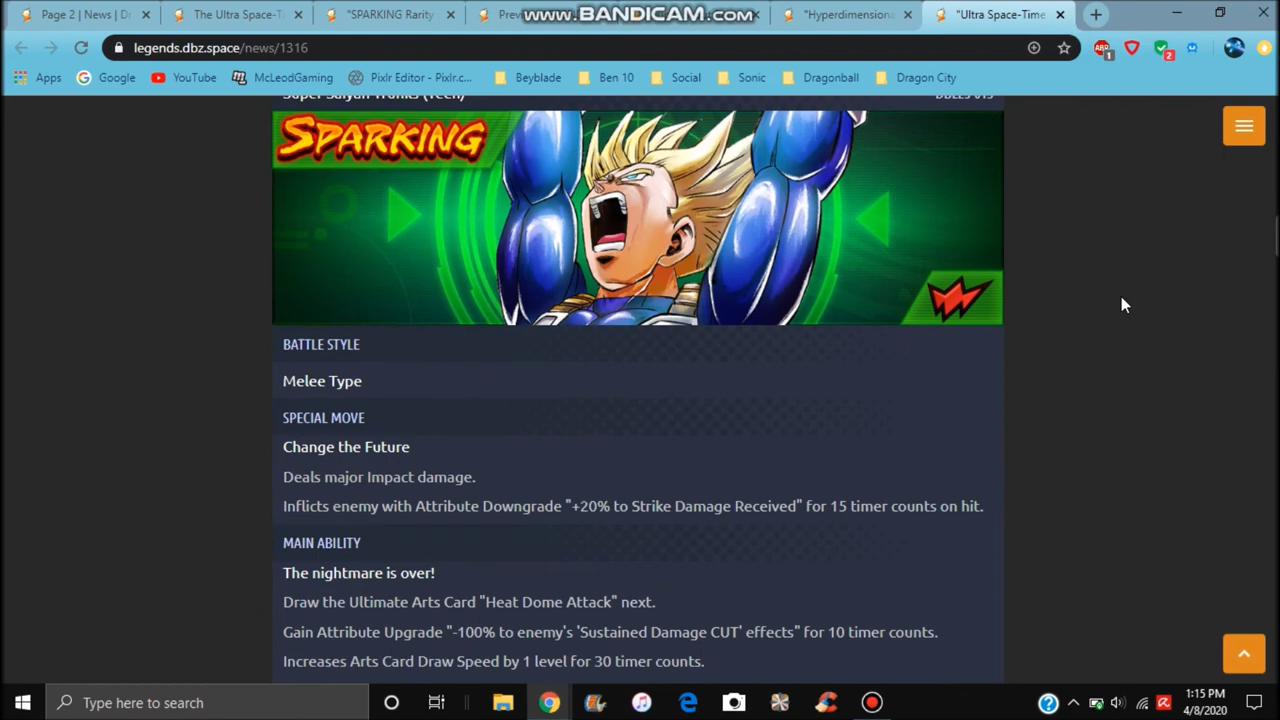 Page 2 | News | Dr
The Ultra Space-T
"SPARKING Rarity
Prev
www.BANDICAM.com
"Hyperdimensiona
"Ultra Space-Time
legends.dbz.space/news/1316
Apps
Google
YouTube
McLeodGaming
Pixlr Editor - Pixlr.c...
Beyblade
Ben 10
Social
Sonic
Dragonball
Dragon City
Super Saiyan Trunks (Teen)
SPARKING
BATTLE STYLE
Melee Type
SPECIAL MOVE
Change the Future
Deals major Impact damage.
Inflicts enemy with Attribute Downgrade "+20% to Strike Damage Received" for 15 timer counts on hit.
MAIN ABILITY
The nightmare is over!
Draw the Ultimate Arts Card "Heat Dome Attack" next.
Gain Attribute Upgrade "-100% to enemy's 'Sustained Damage CUT' effects" for 10 timer counts.
Increases Arts Card Draw Speed by 1 level for 30 timer counts.
Type here to search
1:15 PM
4/8/2020